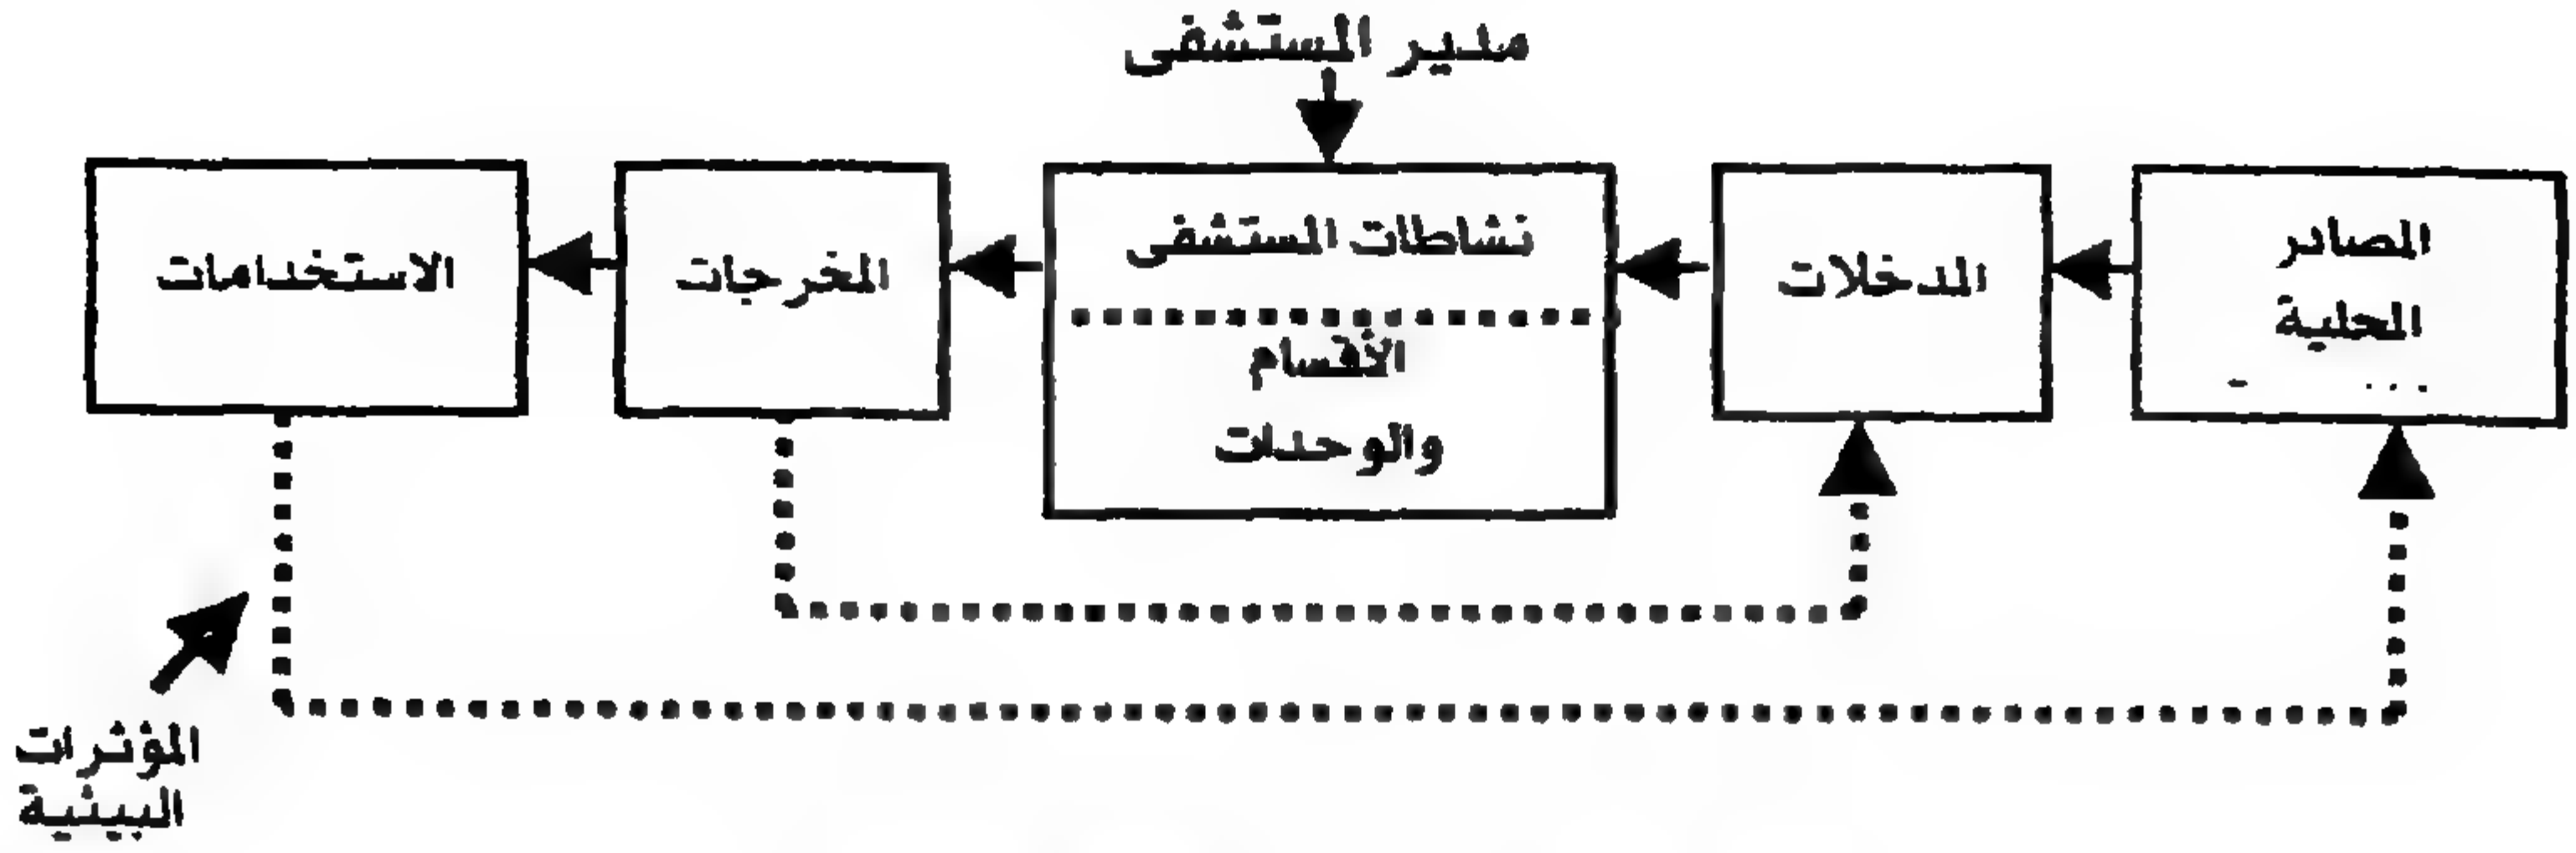 مدير المستشفى
المصادر
المحلية
المدخلات
نشاطات المستشفى
الأقسام
والوحدات
المخرجات
الاستخدامات
المؤثرات
البيئية